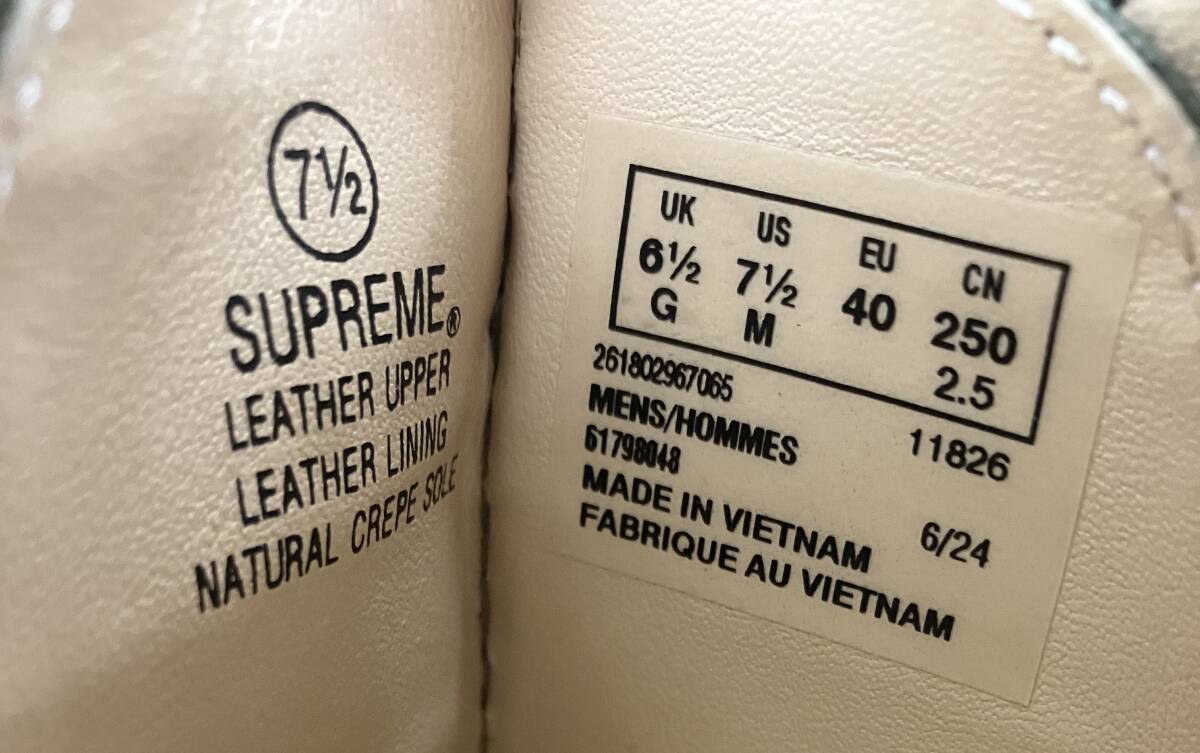 7½
SUPREME®
LEATHER UPPER
LEATHER LINING
NATURAL CREPE SOLE
UK US EU CN
6½ 7½ 40 250
G M 2.5
261802967065
MENS/HOMMES 11826
61798048
MADE IN VIETNAM 6/24
FABRIQUE AU VIETNAM